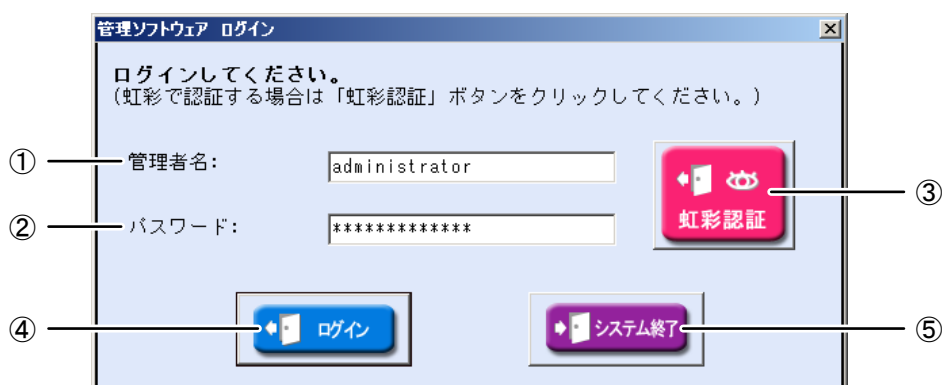 管理ソフトウェア ログイン
ログインしてください。
(虹彩で認証する場合は「虹彩認証」ボタンをクリックしてください。)
① 管理者名: administrator
② パスワード: *************
虹彩認証 ③
④ ログイン
システム終了 ⑤